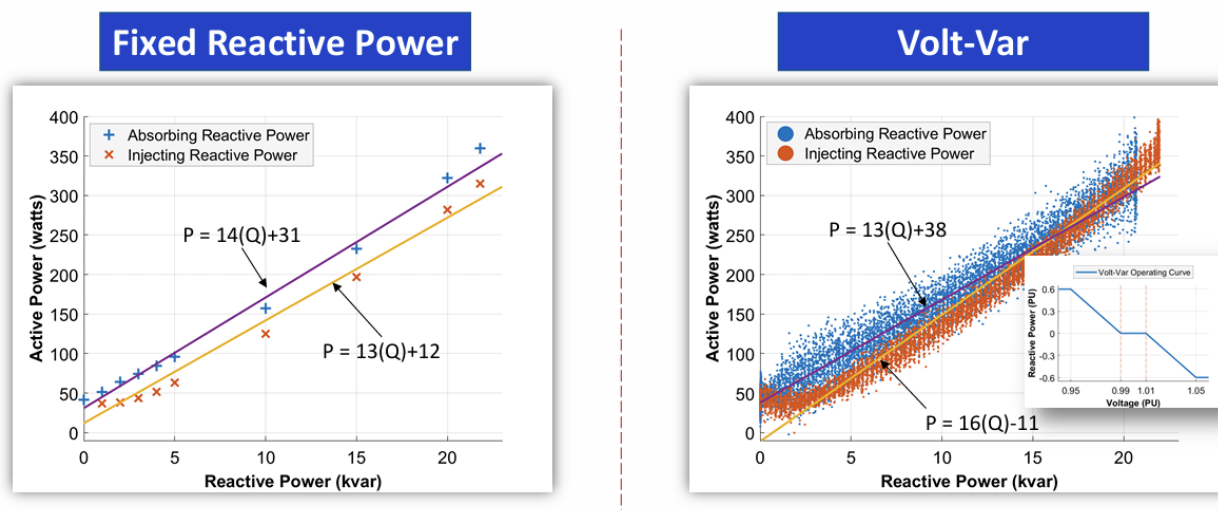 Fixed Reactive Power
400
350
300
250
200
150
100
50
0
Active Power (watts)
Absorbing Reactive Power
Injecting Reactive Power
P = 14(Q)+31
P = 13(Q)+12
0 5 10 15 20
Reactive Power (kvar)
Volt-Var
400
350
300
250
200
150
100
50
0
Active Power (watts)
Absorbing Reactive Power
Injecting Reactive Power
P = 13(Q)+38
P = 16(Q)-11
0 5 10 15 20
Reactive Power (kvar)
Volt-Var Operating Curve
0.6
0.3
0
-0.3
-0.6
Reactive Power (PU)
0.95 0.99 1.01 1.05
Voltage (PU)